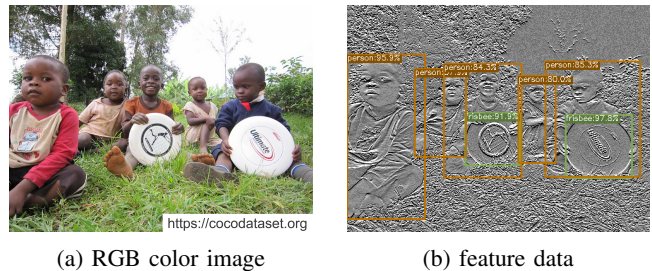 https://cocodataset.org
Ultimate
person:95.9%
person:84.3%
person:85.3%
person:80.0%
frisbee:91.9%
frisbee:97.8%
Ultimate
(a) RGB color image
(b) feature data